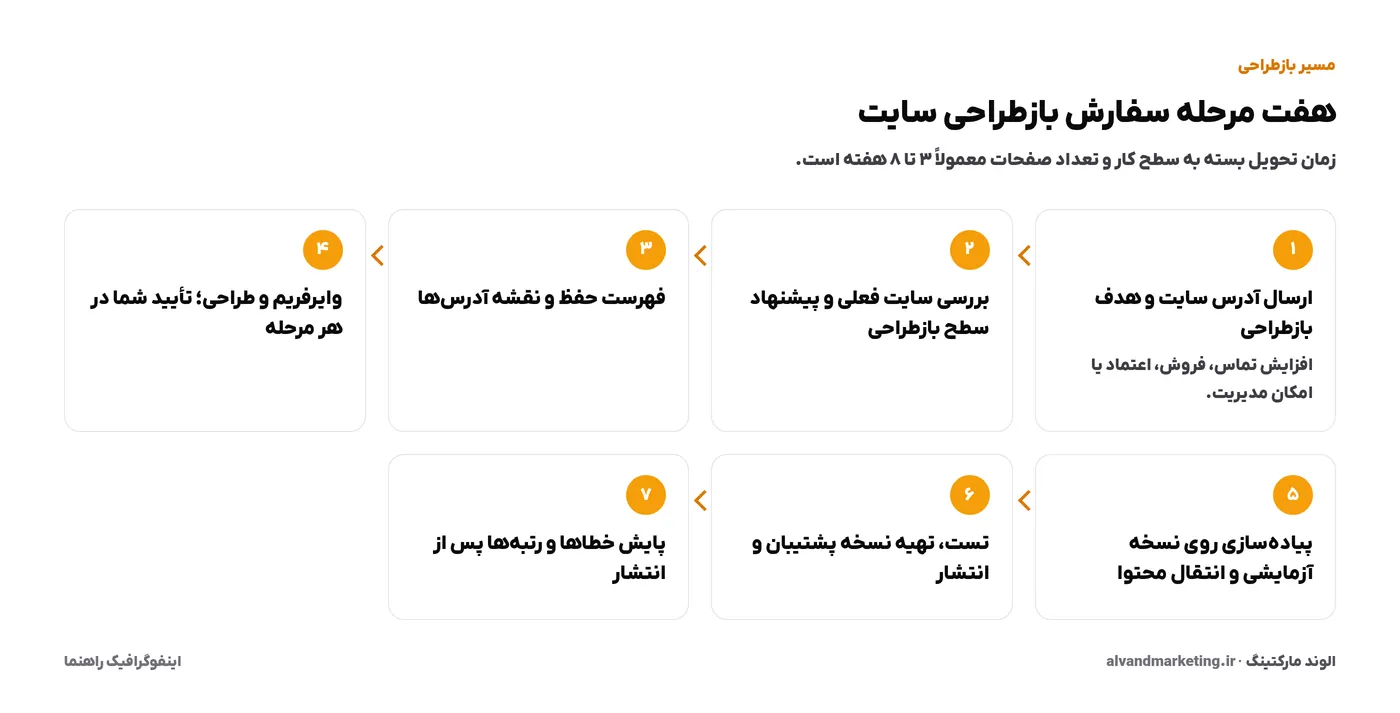 مسیر بازطراحی
هفت مرحله سفارش بازطراحی سایت
زمان تحویل بسته به سطح کار و تعداد صفحات معمولاً ۳ تا ۸ هفته است.
۱
ارسال آدرس سایت و هدف
بازطراحی
افزایش تماس، فروش، اعتماد یا
امکان مدیریت.
۲
بررسی سایت فعلی و پیشنهاد
سطح بازطراحی
۳
فهرست حفظ و نقشه آدرس‌ها
۴
وایرفریم و طراحی؛ تأیید شما در
هر مرحله
۵
پیاده‌سازی روی نسخه
آزمایشی و انتقال محتوا
۶
تست، تهیه نسخه پشتیبان و
انتشار
۷
پایش خطاها و رتبه‌ها پس از
انتشار
الوند مارکتینگ · alvandmarketing.ir
اینفوگرافیک راهنما